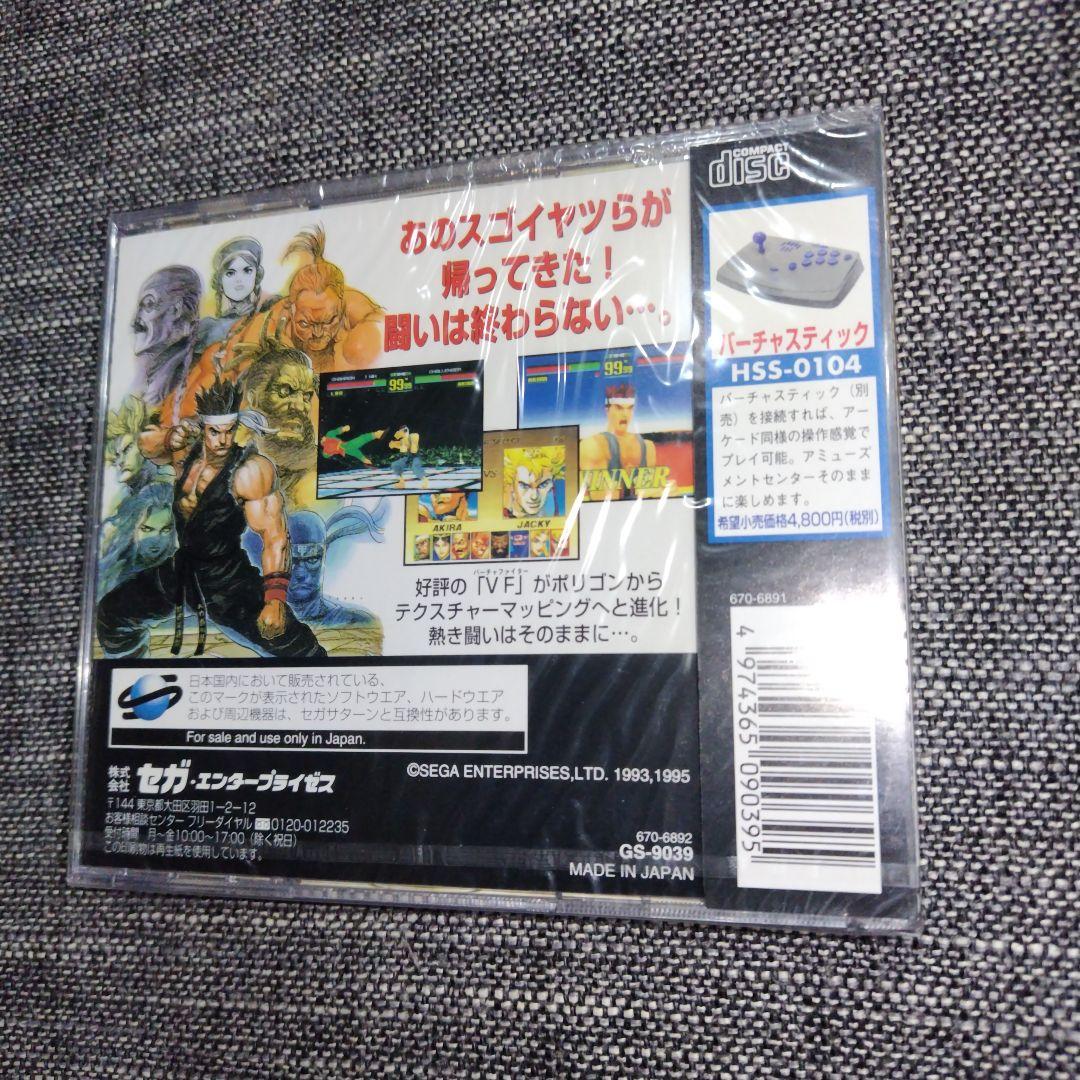 あのスゴイヤツらが
帰ってきた!
闘いは終わらない…。
CHAMPION
CHALLENGER
99
99
WINNER
VS
AKIRA
JACKY
バーチャファイター
好評の「VF」がポリゴンから
テクスチャーマッピングへと進化!
熱き闘いはそのままに…。
日本国内において販売されている、
このマークが表示されたソフトウエア、ハードウエア
および周辺機器は、セガサターンと互換性があります。
For sale and use only in Japan.
株式会社 セガ・エンタープライゼス
〒144 東京都大田区羽田1-2-12
お客様相談センター フリーダイヤル 0120-012235
受付時間 月〜金10:00〜17:00 (除く祝日)
この印刷物は再生紙を使用しています。
©SEGA ENTERPRISES,LTD. 1993,1995
670-6892
GS-9039
MADE IN JAPAN
COMPACT
disc
バーチャスティック
HSS-0104
バーチャスティック (別
売) を接続すれば、アー
ケード同様の操作感覚で
プレイ可能。アミューズ
メントセンターそのまま
に楽しめます。
希望小売価格4,800円(税別)
670-6891
4 974365 090395